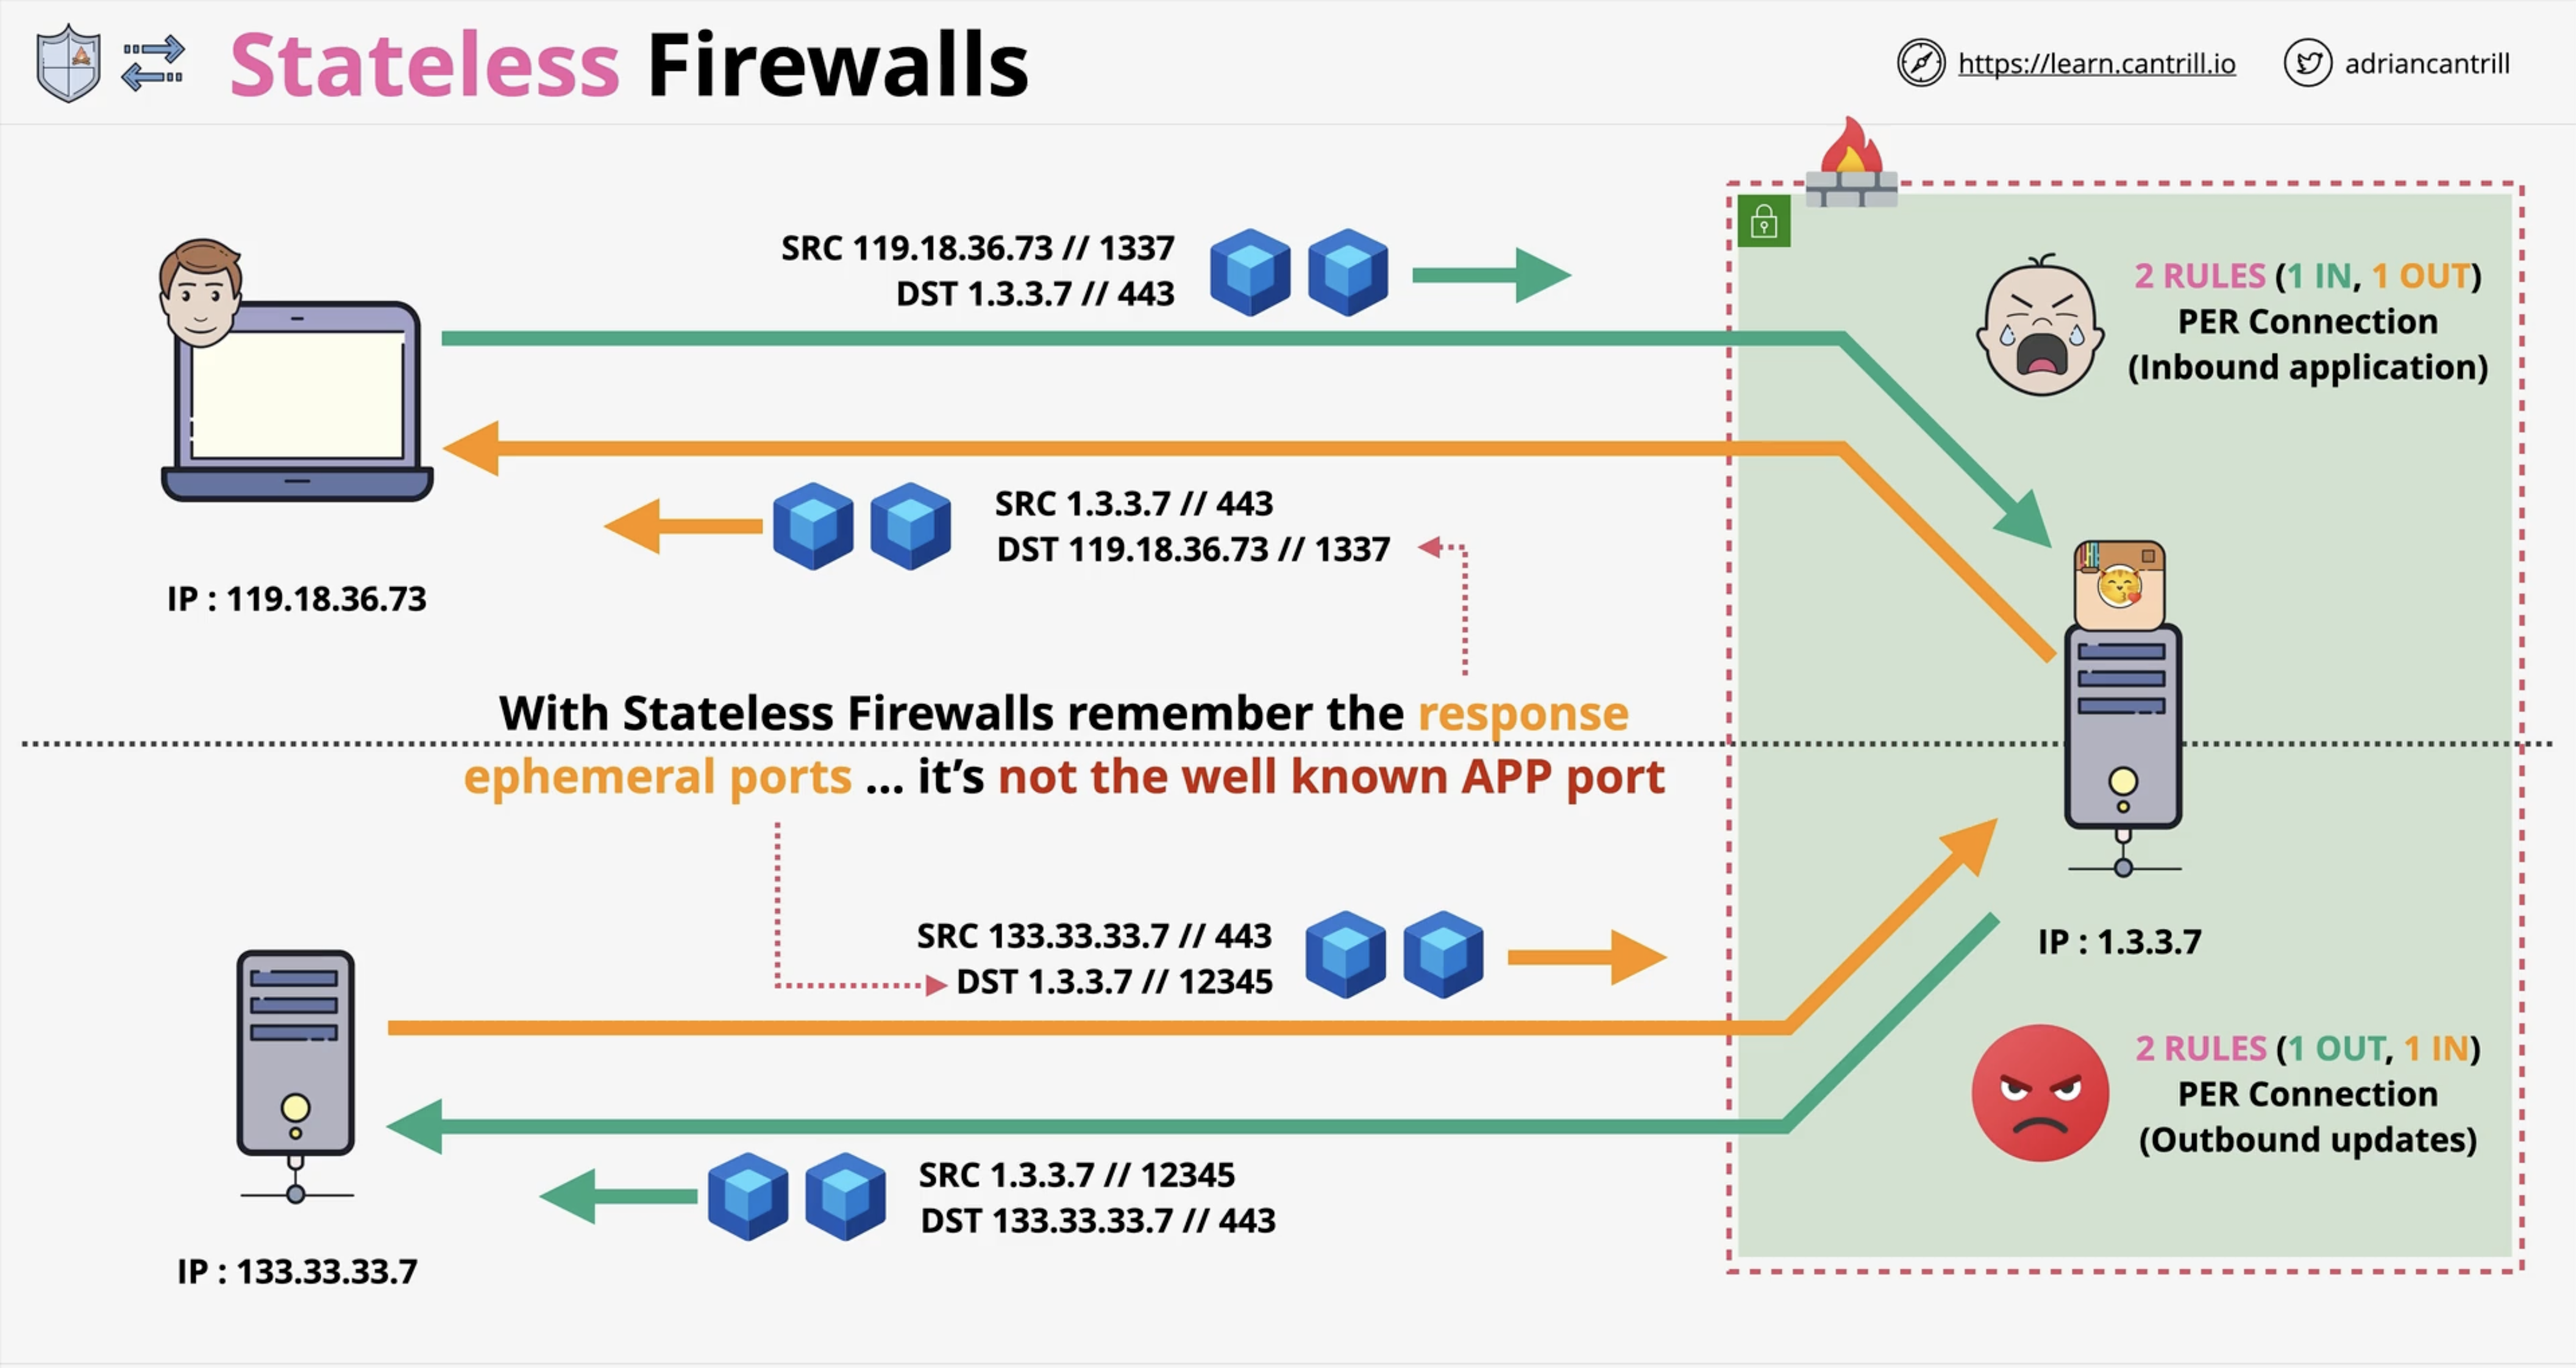 Stateless Firewalls
https://learn.cantrill.io
adriancantrill
SRC 119.18.36.73 // 1337
DST 1.3.3.7 // 443
2 RULES (1 IN, 1 OUT)
PER Connection
(Inbound application)
SRC 1.3.3.7 // 443
DST 119.18.36.73 // 1337
IP : 119.18.36.73
With Stateless Firewalls remember the response
ephemeral ports ... it’s not the well known APP port
SRC 133.33.33.7 // 443
DST 1.3.3.7 // 12345
IP : 1.3.3.7
2 RULES (1 OUT, 1 IN)
PER Connection
(Outbound updates)
SRC 1.3.3.7 // 12345
DST 133.33.33.7 // 443
IP : 133.33.33.7